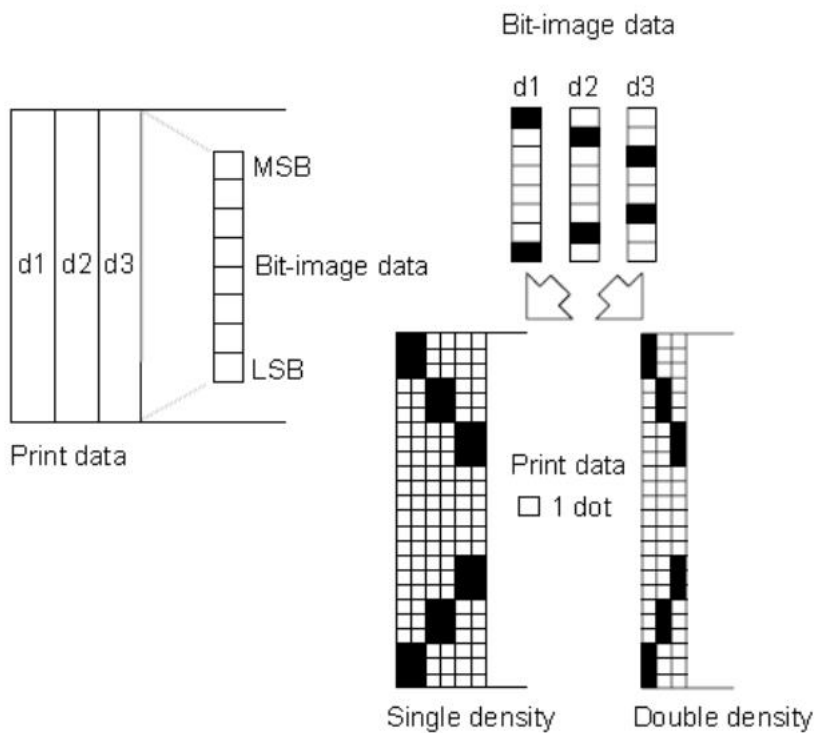 Bit-image data
d1 d2 d3
MSB
d1 d2 d3
Bit-image data
LSB
Print data
Print data
1 dot
Single density
Double density